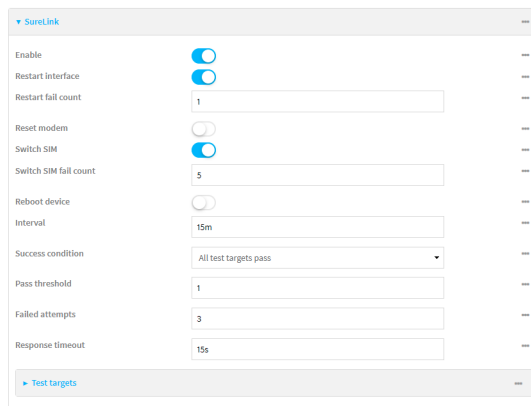 SureLink
Enable
Restart interface
Restart fail count 1
Reset modem
Switch SIM
Switch SIM fail count 5
Reboot device
Interval 15m
Success condition All test targets pass
Pass threshold 1
Failed attempts 3
Response timeout 15s
Test targets